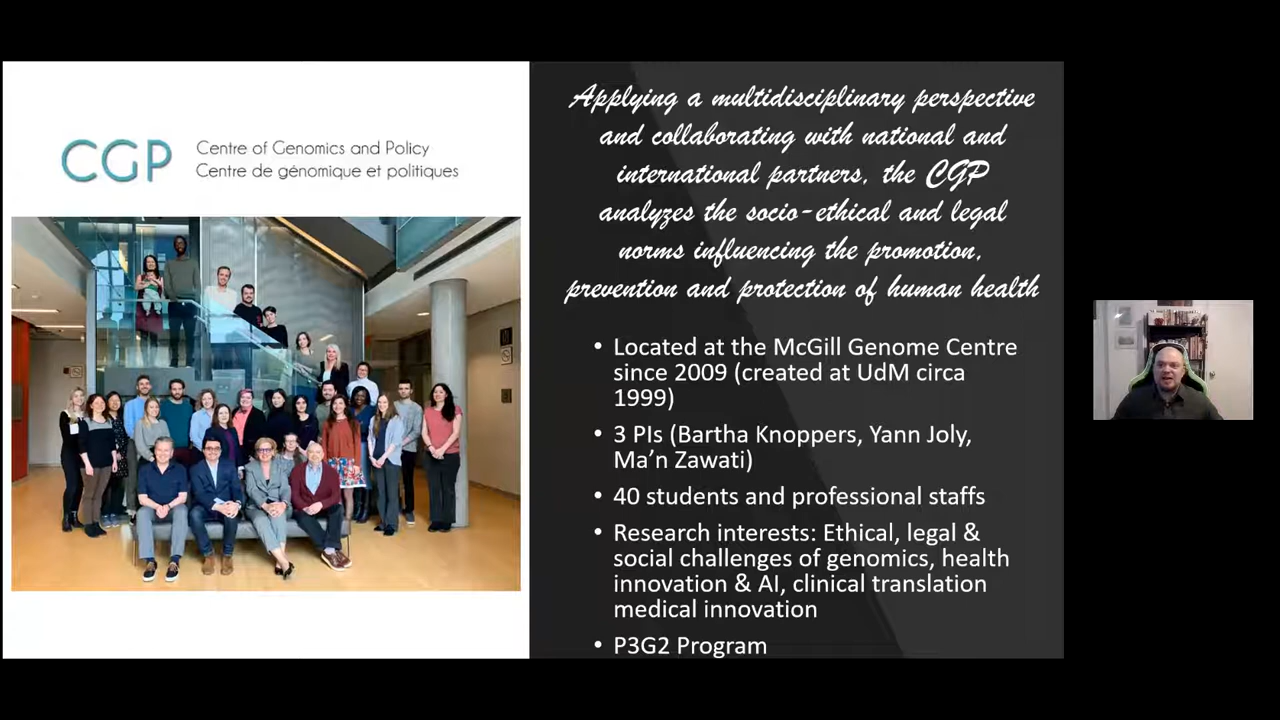 CGP
Centre of Genomics and Policy
Centre de génomique et politiques
Applying a multidisciplinary perspective
and collaborating with national and
international partners, the CGP
analyzes the socio-ethical and legal
norms influencing the promotion,
prevention and protection of human health
• Located at the McGill Genome Centre
since 2009 (created at UdM circa
1999)
• 3 PIs (Bartha Knoppers, Yann Joly,
Ma'n Zawati)
• 40 students and professional staffs
• Research interests: Ethical, legal &
social challenges of genomics, health
innovation & AI, clinical translation
medical innovation
• P3G2 Program